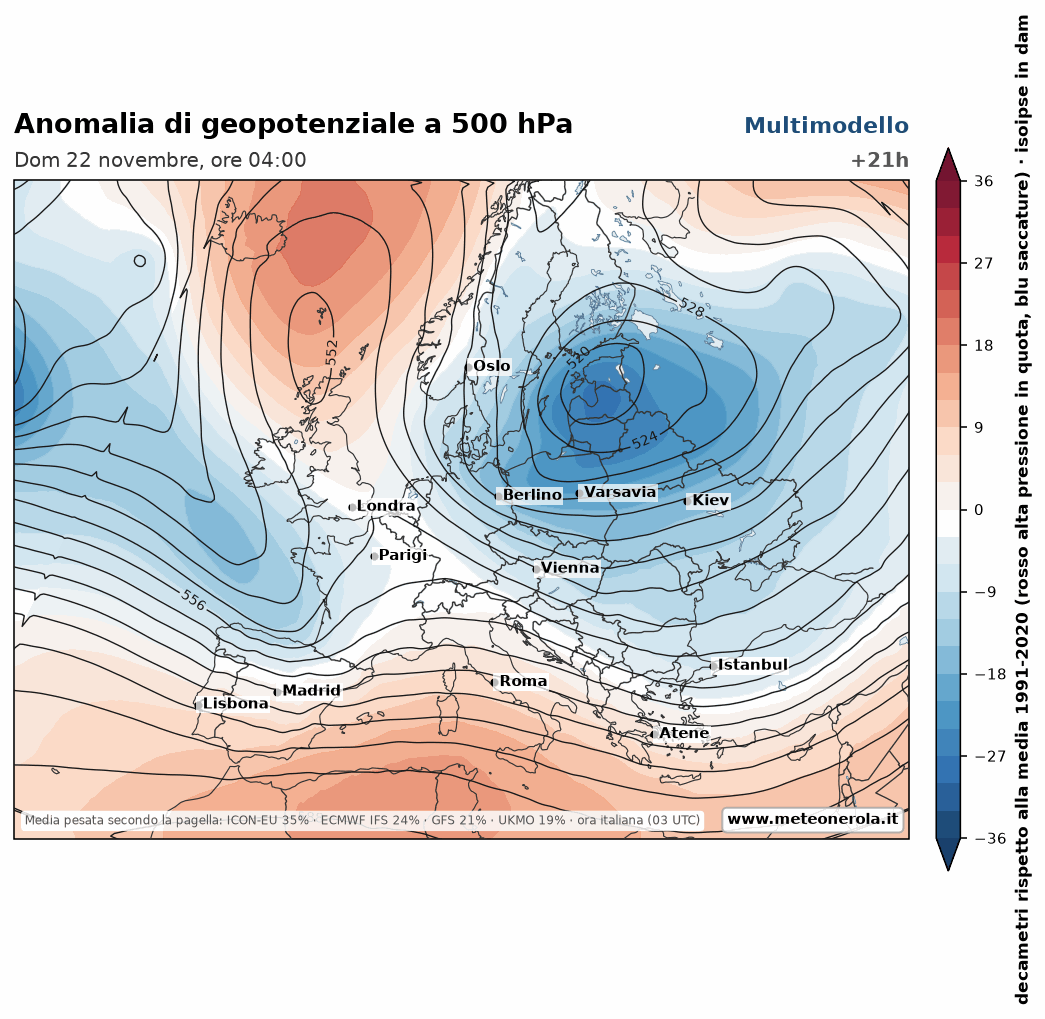 Anomalia di geopotenziale a 500 hPa
Multimodello
Dom 22 novembre, ore 04:00
+21h
552
528
520
Oslo
524
Berlino
Varsavia
Kiev
Londra
Parigi
Vienna
556
Istanbul
Roma
Madrid
Lisbona
Atene
Media pesata secondo la pagella: ICON-EU 35% · ECMWF IFS 24% · GFS 21% · UKMO 19% · ora italiana (03 UTC)
www.meteonerola.it
36
27
18
9
0
−9
−18
−27
−36
decametri rispetto alla media 1991-2020 (rosso alta pressione in quota, blu saccature) · isoipse in dam